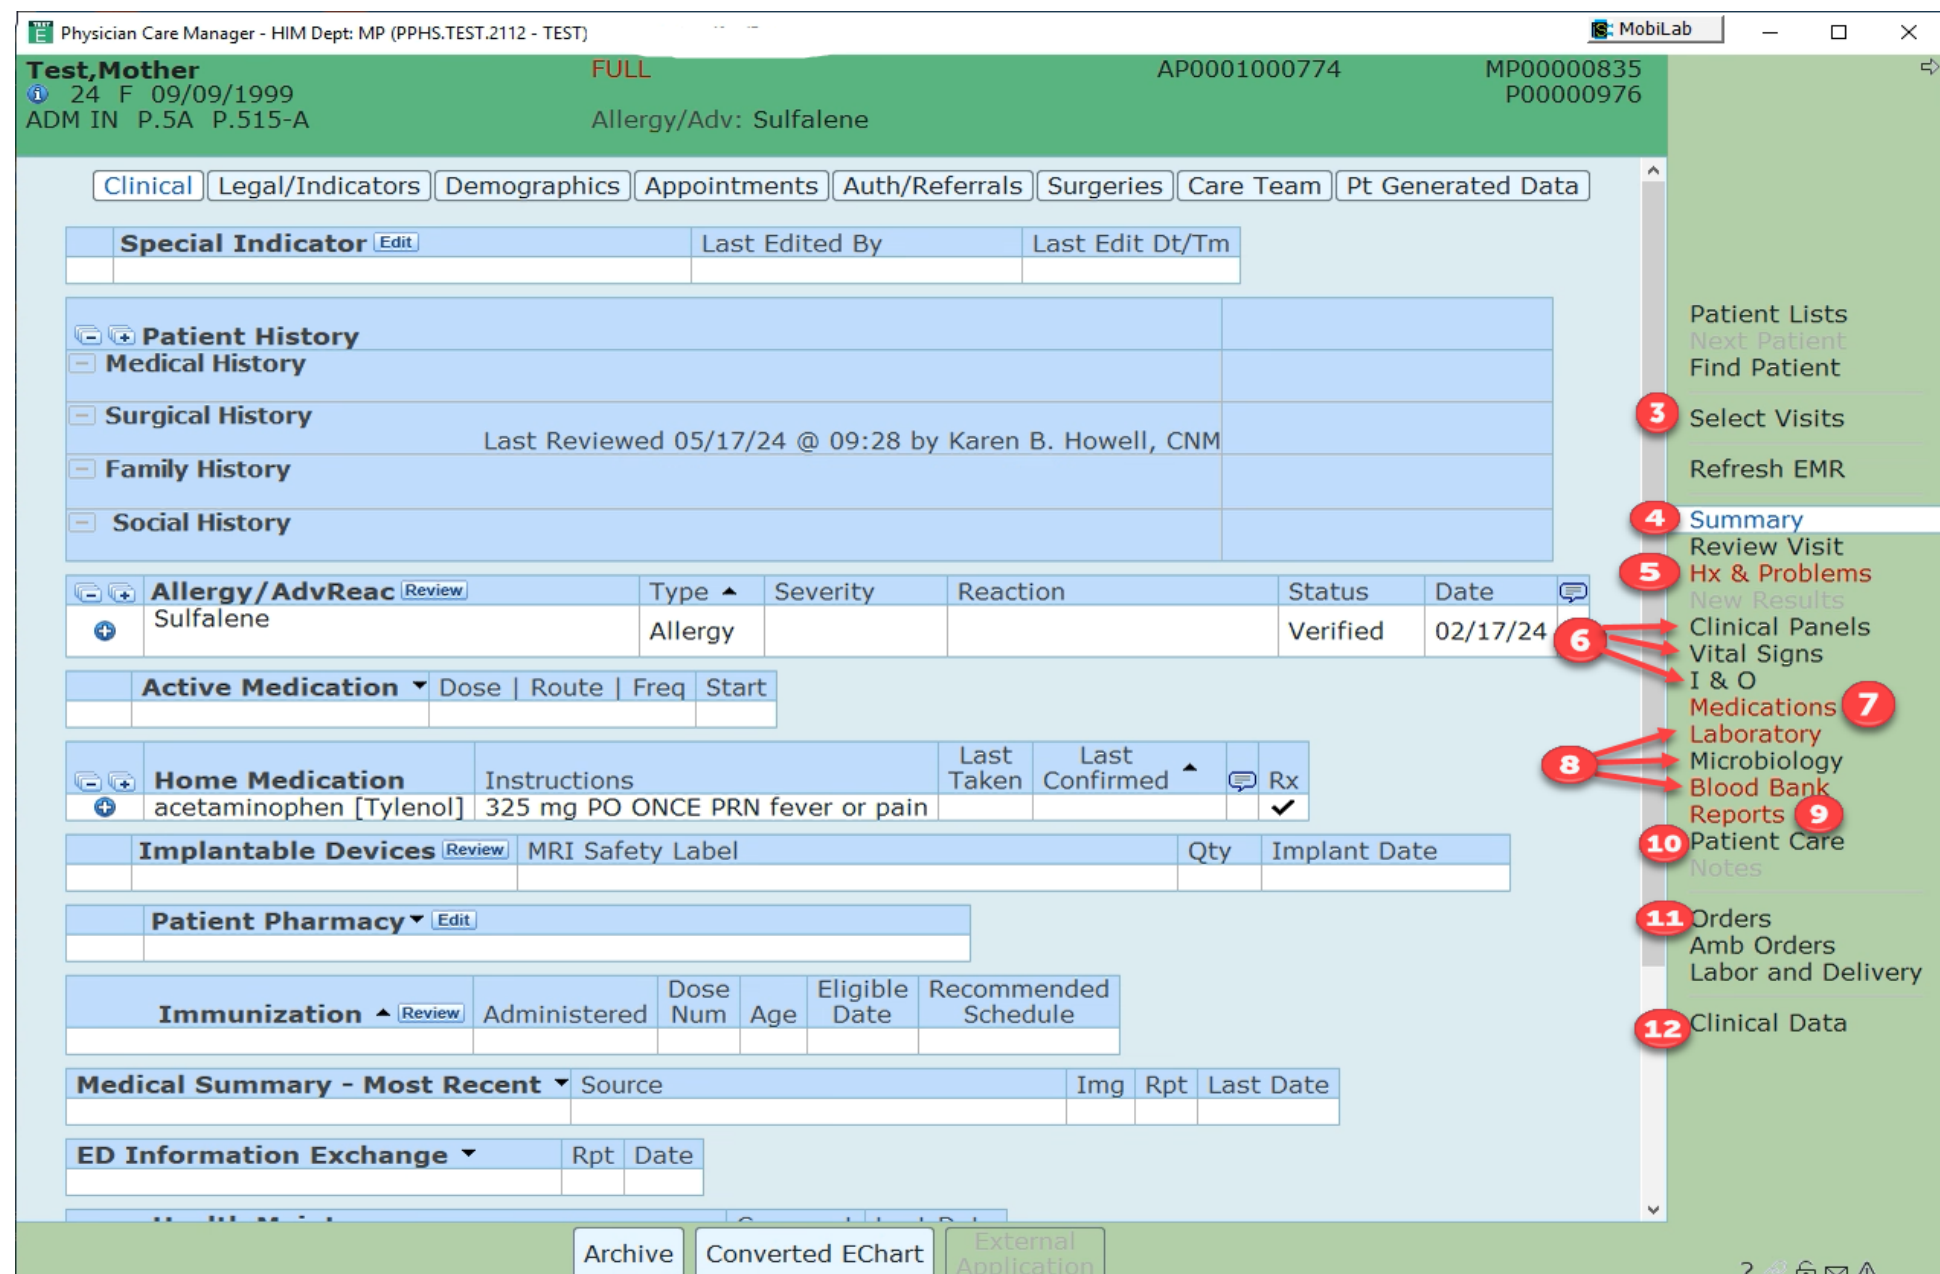 Physician Care Manager - HIM Dept: MP (PPHS.TEST.2112 - TEST)
MobiLab
Test,Mother FULL AP0001000774 MP00000835
24 F 09/09/1999 P00000976
ADM IN P.5A P.515-A Allergy/Adv: Sulfalene
Clinical Legal/Indicators Demographics Appointments Auth/Referrals Surgeries Care Team Pt Generated Data
Special Indicator Edit Last Edited By Last Edit Dt/Tm
Patient History
Medical History
Surgical History
Last Reviewed 05/17/24 @ 09:28 by Karen B. Howell, CNM
Family History
Social History
Allergy/AdvReac Review Type Severity Reaction Status Date
Sulfalene Allergy Verified 02/17/24
Active Medication Dose | Route | Freq Start
Home Medication Instructions Last Taken Last Confirmed Rx
acetaminophen [Tylenol] 325 mg PO ONCE PRN fever or pain
Implantable Devices Review MRI Safety Label Qty Implant Date
Patient Pharmacy Edit
Immunization Review Administered Dose Num Age Eligible Date Recommended Schedule
Medical Summary - Most Recent Source Img Rpt Last Date
ED Information Exchange Rpt Date
Archive Converted EChart External Application
Patient Lists
Next Patient
Find Patient
3 Select Visits
Refresh EMR
4 Summary
Review Visit
5 Hx & Problems
New Results
6 Clinical Panels
Vital Signs
I & O
Medications 7
Laboratory
8 Microbiology
Blood Bank
Reports 9
10 Patient Care
Notes
11 Orders
Amb Orders
Labor and Delivery
12 Clinical Data
?